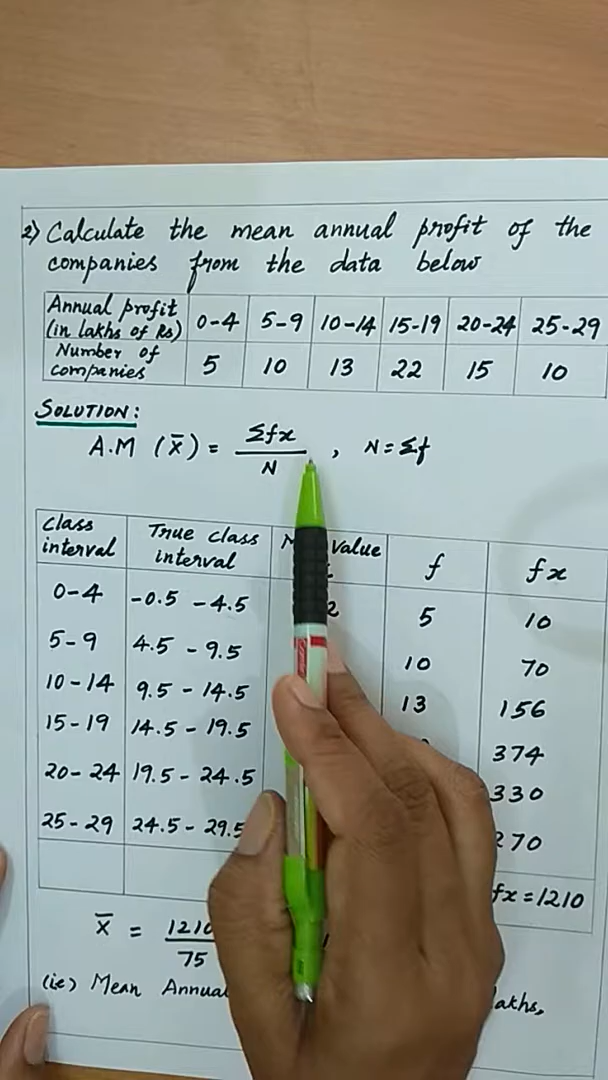 2) Calculate the mean annual profit of the
companies from the data below
Annual profit (in lakhs of Rs) 0-4 5-9 10-14 15-19 20-24 25-29
Number of companies 5 10 13 22 15 10
SOLUTION:
A.M (x̄) = Σfx / N , N = Σf
class interval True class interval value f fx
0-4 -0.5 - 4.5 2 5 10
5-9 4.5 - 9.5 10 70
10-14 9.5 - 14.5 13 156
15-19 14.5 - 19.5 374
20-24 19.5 - 24.5 330
25-29 24.5 - 29.5 270
fx = 1210
x̄ = 1210 / 75
(ie) Mean Annual